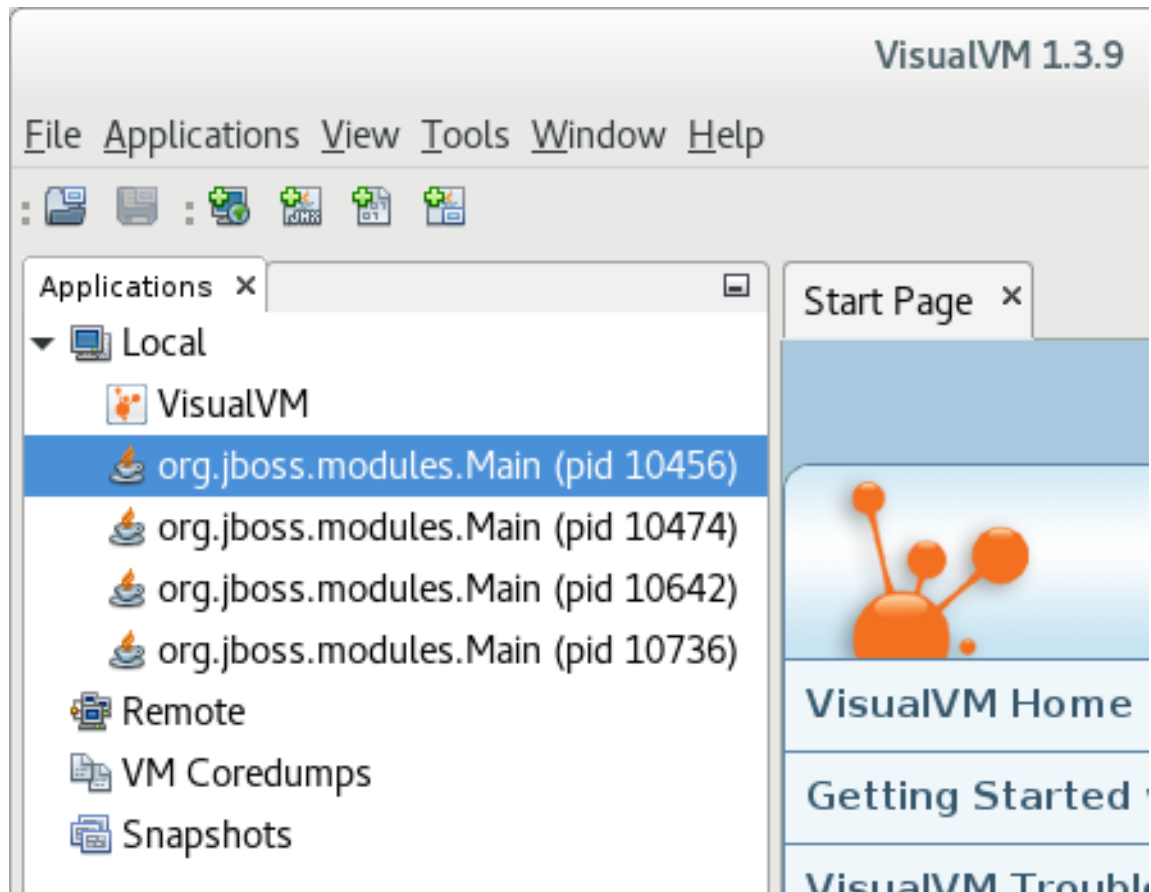 VisualVM 1.3.9
File Applications View Tools Window Help
JMX
Applications
Start Page
Local
VisualVM
org.jboss.modules.Main (pid 10456)
org.jboss.modules.Main (pid 10474)
org.jboss.modules.Main (pid 10642)
org.jboss.modules.Main (pid 10736)
Remote
VM Coredumps
Snapshots
VisualVM Home
Getting Started
VisualVM